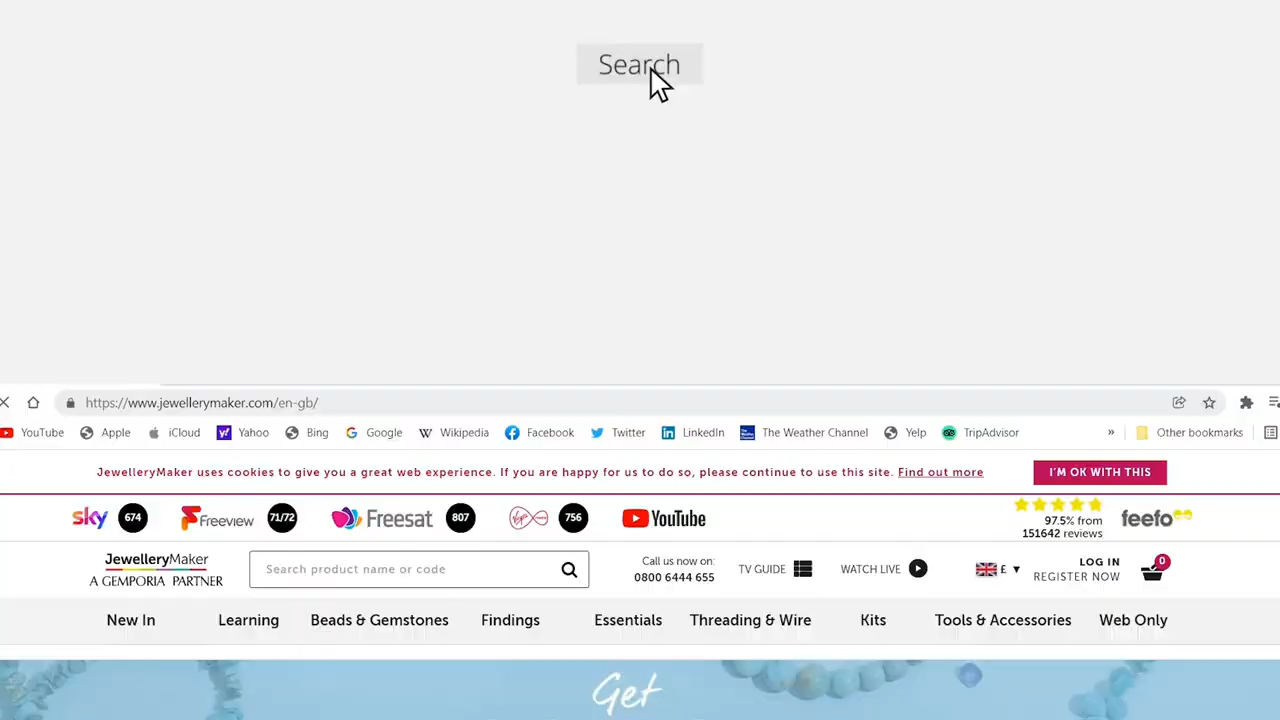 Search
https://www.jewellerymaker.com/en-gb/
YouTube Apple iCloud Yahoo Bing Google Wikipedia Facebook Twitter LinkedIn The Weather Channel Yelp TripAdvisor » Other bookmarks
JewelleryMaker uses cookies to give you a great web experience. If you are happy for us to do so, please continue to use this site. Find out more I'M OK WITH THIS
sky 674 Freeview 71/72 Freesat 807 Virgin 756 YouTube
97.5% from
151642 reviews
feefo
JewelleryMaker
A GEMPORIA PARTNER
Search product name or code
Call us now on:
0800 6444 655
TV GUIDE
WATCH LIVE
£ ▼
LOG IN
REGISTER NOW
0
New In Learning Beads & Gemstones Findings Essentials Threading & Wire Kits Tools & Accessories Web Only
Get